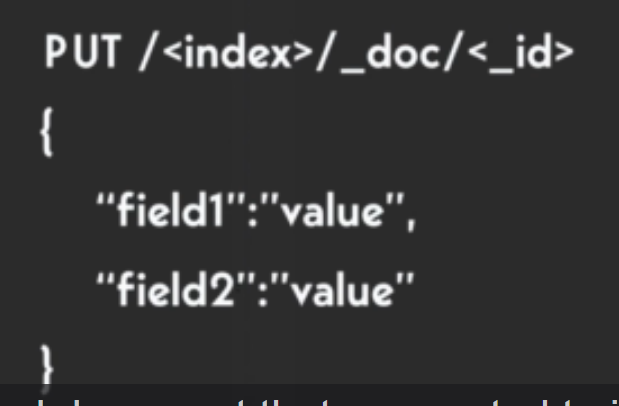 PUT /<index>/_doc/<_id>
{
“field1”:”value”,
“field2”:”value”
}